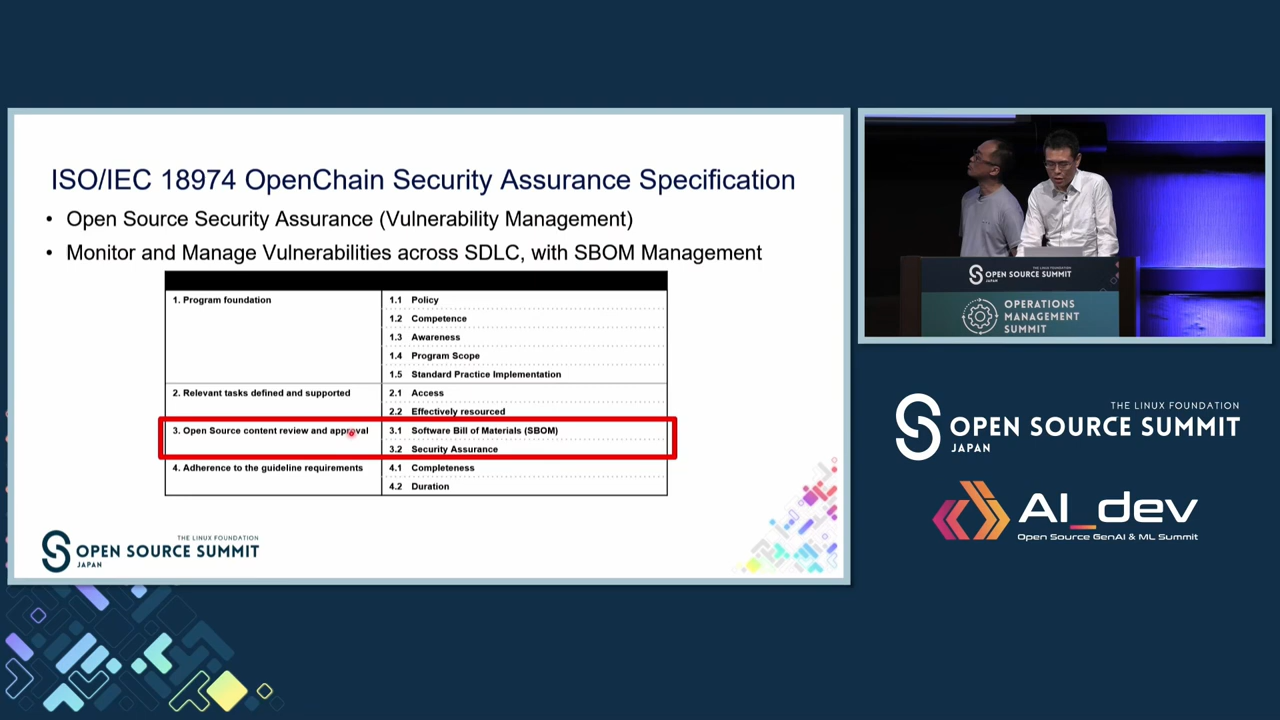 ISO/IEC 18974 OpenChain Security Assurance Specification
• Open Source Security Assurance (Vulnerability Management)
• Monitor and Manage Vulnerabilities across SDLC, with SBOM Management
1. Program foundation
1.1 Policy
1.2 Competence
1.3 Awareness
1.4 Program Scope
1.5 Standard Practice Implementation
2. Relevant tasks defined and supported
2.1 Access
2.2 Effectively resourced
3. Open Source content review and approval
3.1 Software Bill of Materials (SBOM)
3.2 Security Assurance
4. Adherence to the guideline requirements
4.1 Completeness
4.2 Duration
THE LINUX FOUNDATION
OPEN SOURCE SUMMIT
JAPAN
THE LINUX FOUNDATION
OPEN SOURCE SUMMIT
JAPAN
OPERATIONS
MANAGEMENT
SUMMIT
THE LINUX FOUNDATION
OPEN SOURCE SUMMIT
JAPAN
AI_dev
Open Source GenAI & ML Summit